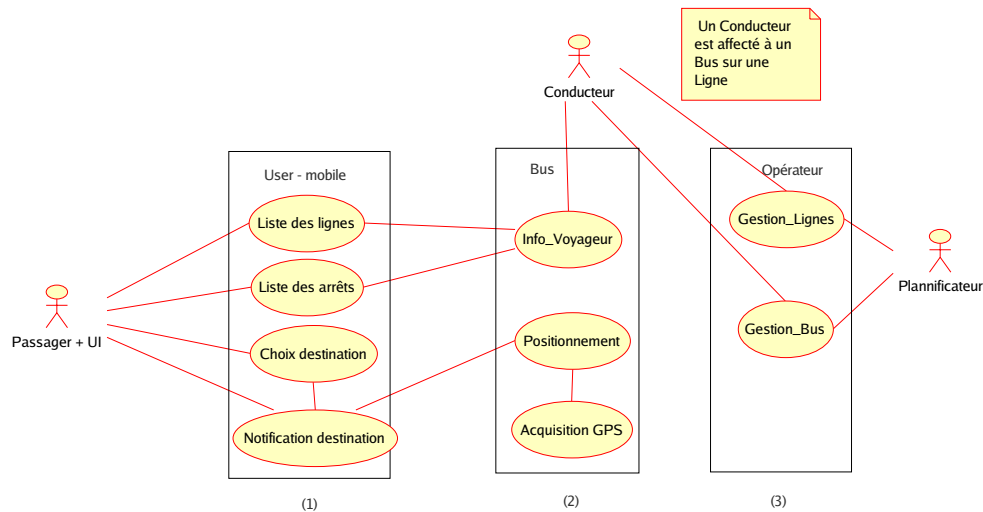 Un Conducteur
est affecté à un
Bus sur une
Ligne
Conducteur
User - mobile
Bus
Opérateur
Liste des lignes
Info_Voyageur
Gestion_Lignes
Liste des arrêts
Plannificateur
Passager + UI
Choix destination
Positionnement
Gestion_Bus
Notification destination
Acquisition GPS
(1)
(2)
(3)